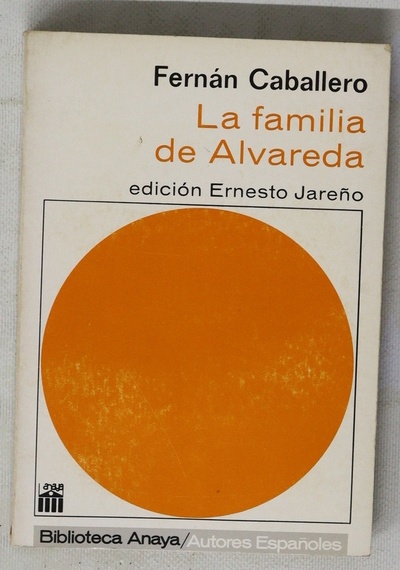 Fernán Caballero
La familia
de Alvareda
edición Ernesto Jareño
anaya
Biblioteca Anaya/Autores Españoles